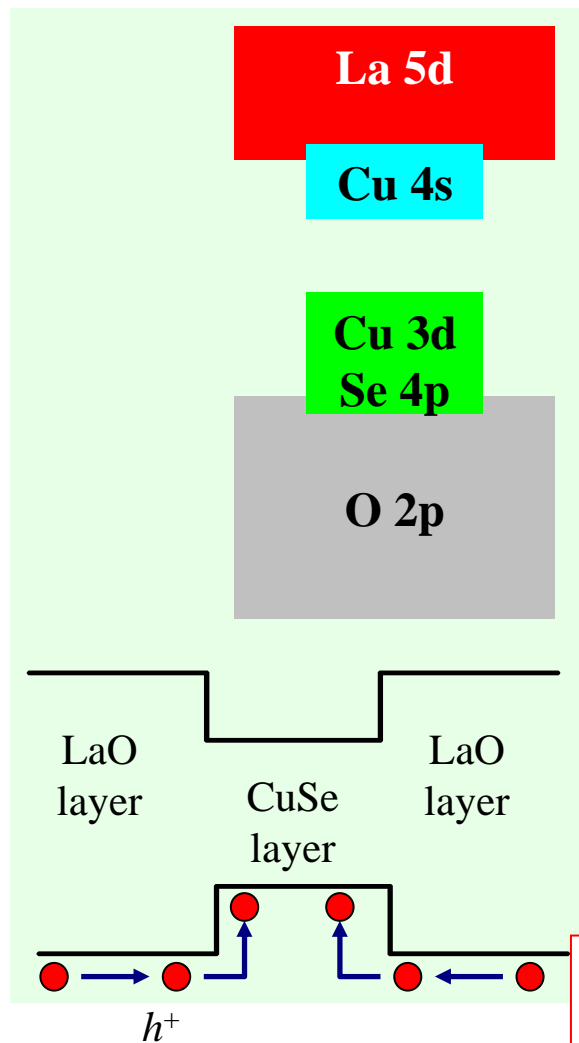 La 5d
Cu 4s
Cu 3d
Se 4p
O 2p
LaO
layer
CuSe
layer
LaO
layer
h+